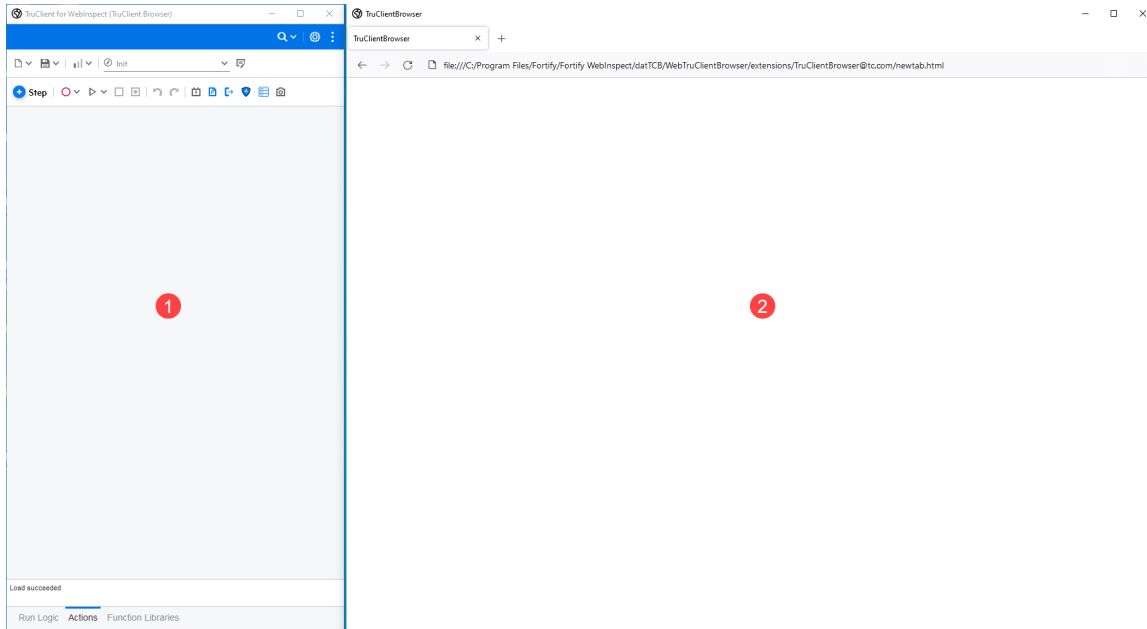 TruClient for WebInspect (TruClient Browser)
Init
Step
1
Load succeeded
Run Logic Actions Function Libraries
TruClientBrowser
TruClientBrowser
file:///C:/Program Files/Fortify/Fortify WebInspect/datTCB/WebTruClientBrowser/extensions/TruClientBrowser@tc.com/newtab.html
2